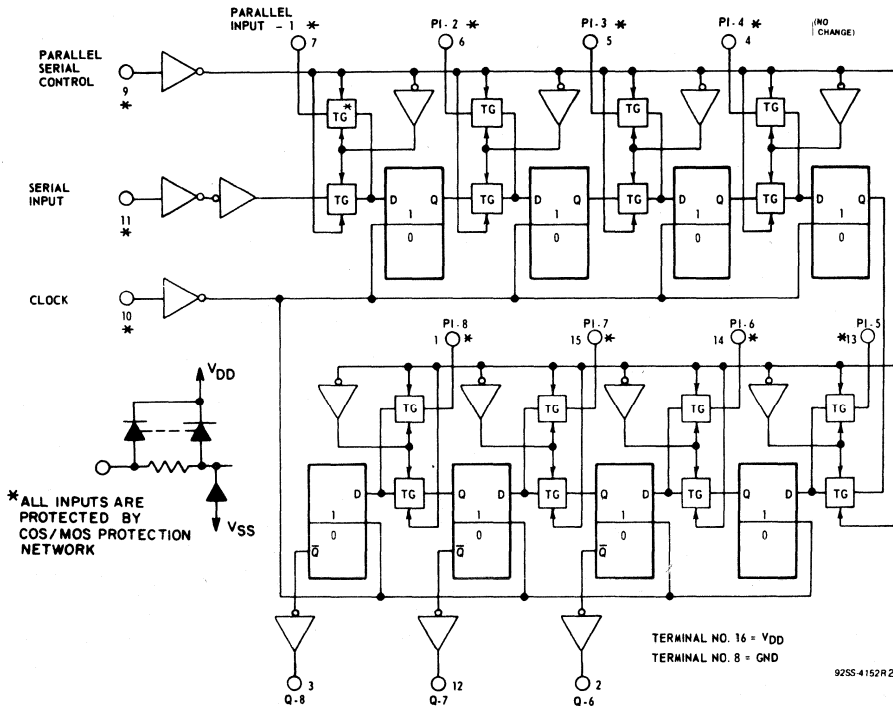 PARALLEL
INPUT - 1 *
7
PI-2 *
6
PI-3 *
5
PI-4 *
4
(NO
CHANGE)
PARALLEL
SERIAL
CONTROL
9
*
TG*
TG
TG
TG
SERIAL
INPUT
11
*
TG
D
1
0
Q
TG
D
1
0
Q
TG
D
1
0
Q
TG
D
1
0
Q
CLOCK
10
*
PI-8
1 *
PI-7
15 *
PI-6
14 *
PI-5
*13
VDD
TG
TG
TG
TG
D
1
0
Q̅
TG
Q
D
1
0
Q̅
TG
Q
D
1
0
Q̅
TG
Q
D
1
0
TG
VSS
*ALL INPUTS ARE
PROTECTED BY
COS/MOS PROTECTION
NETWORK
3
Q-8
12
Q-7
2
Q-6
TERMINAL NO. 16 = VDD
TERMINAL NO. 8 = GND
92SS-4152R2